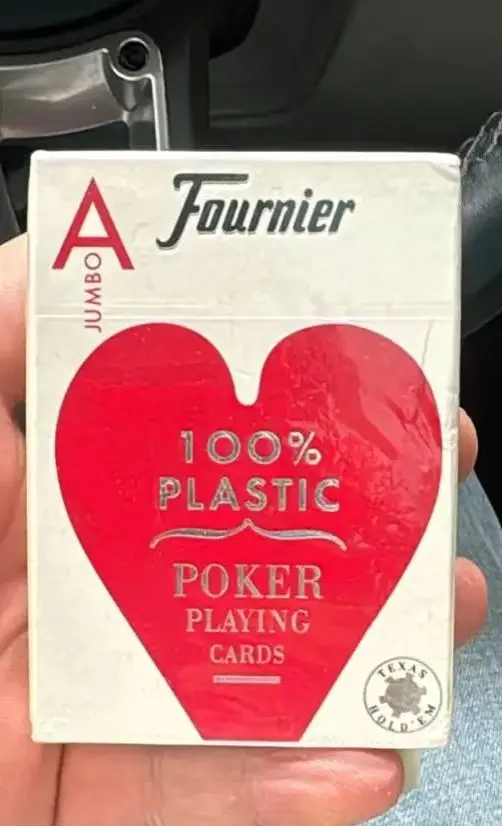 A
JUMBO
Fournier
100%
PLASTIC
POKER
PLAYING
CARDS
TEXAS
HOLD'EM